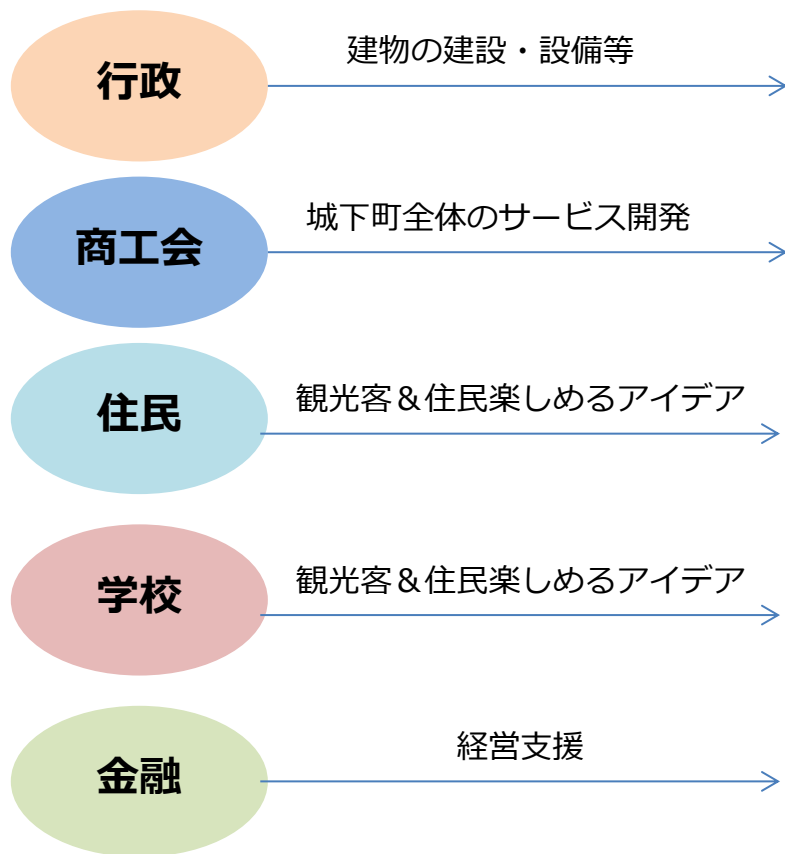 行政
建物の建設・設備等
商工会
城下町全体のサービス開発
住民
観光客＆住民楽しめるアイデア
学校
観光客＆住民楽しめるアイデア
金融
経営支援